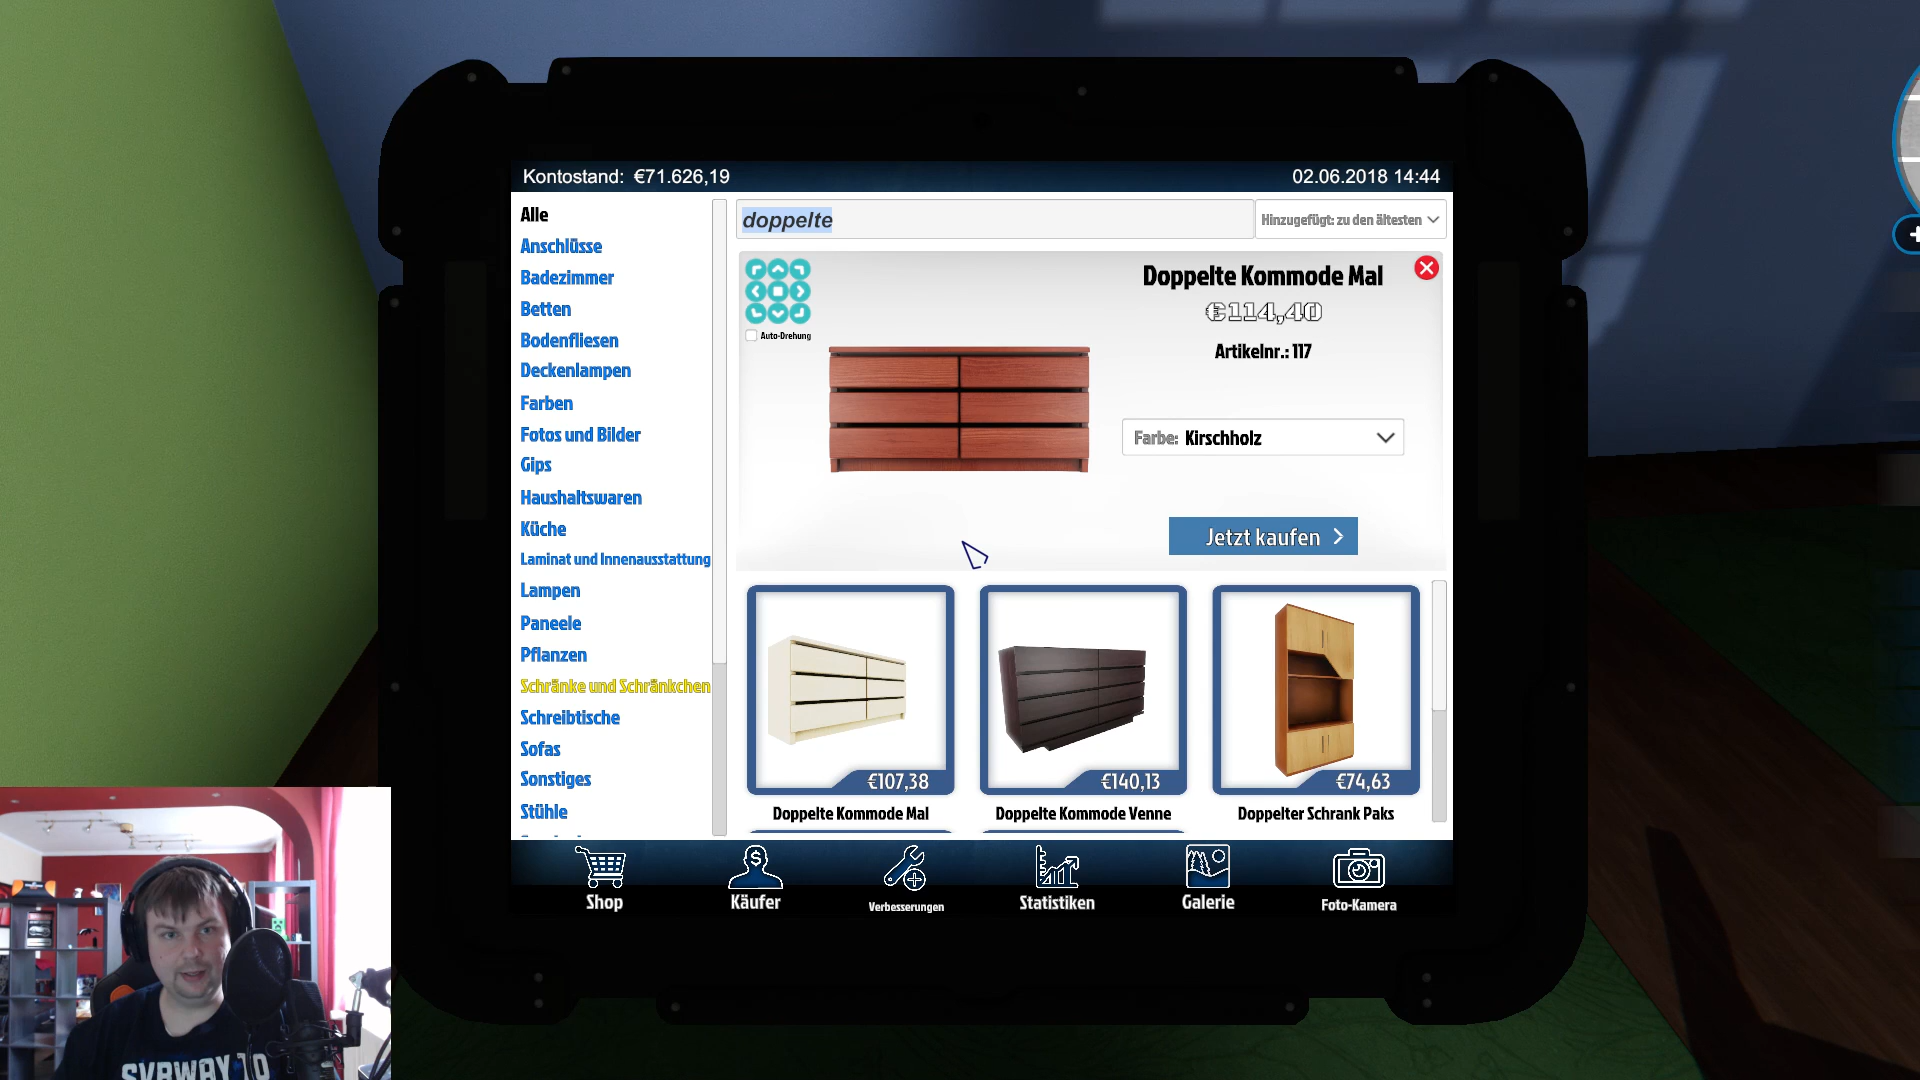 Kontostand: €71.626,19
02.06.2018 14:44
Alle
Anschlüsse
Badezimmer
Betten
Bodenfliesen
Deckenlampen
Farben
Fotos und Bilder
Gips
Haushaltswaren
Küche
Laminat und Innenausstattung
Lampen
Paneele
Pflanzen
Schränke und Schränkchen
Schreibtische
Sofas
Sonstiges
Stühle
doppelte
Hinzugefügt: zu den ältesten
Auto-Drehung
Doppelte Kommode Mal
€114,40
Artikelnr.: 117
Farbe: Kirschholz
Jetzt kaufen
€107,38
€140,13
€74,63
Doppelte Kommode Mal
Doppelte Kommode Venne
Doppelter Schrank Paks
Shop
Käufer
Verbesserungen
Statistiken
Galerie
Foto-Kamera